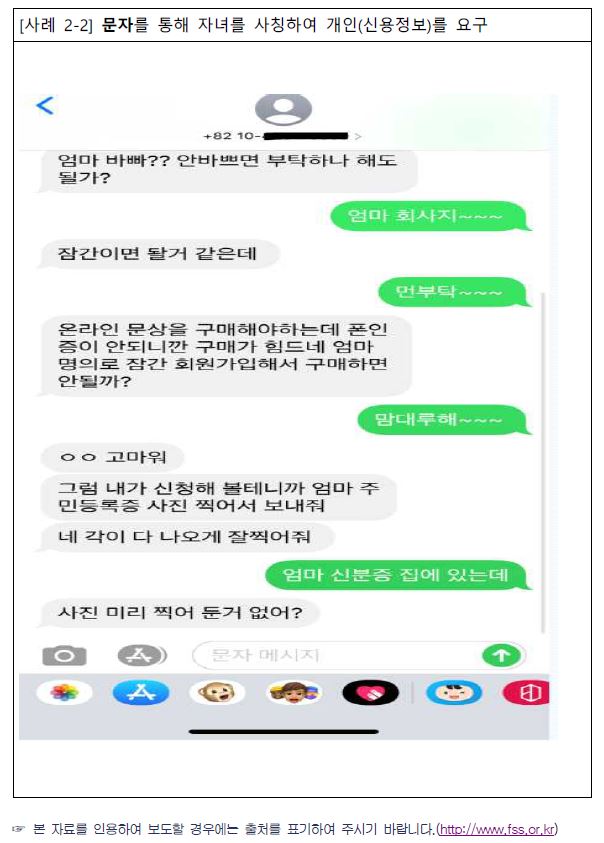 [사례 2-2] 문자를 통해 자녀를 사칭하여 개인(신용정보)를 요구
+82 10-
엄마 바빠?? 안바쁘면 부탁하나 해도
될가?
엄마 회사지~~~
잠간이면 돨거 같은데
먼부탁~~~
온라인 문상을 구매해야하는데 폰인
증이 안되니깐 구매가 힘드네 엄마
명의로 잠간 회원가입해서 구매하면
안될까?
맘대루해~~~
ㅇㅇ 고마워
그럼 내가 신청해 볼테니까 엄마 주
민등록증 사진 찍어서 보내줘
네 각이 다 나오게 잘찍어줘
엄마 신분증 집에 있는데
사진 미리 찍어 둔거 없어?
문자 메시지
☞ 본 자료를 인용하여 보도할 경우에는 출처를 표기하여 주시기 바랍니다.(http://www.fss.or.kr)